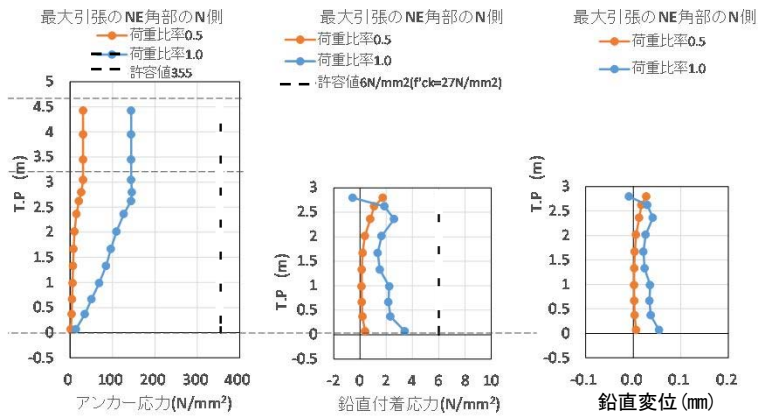 最大引張のNE角部のN側
荷重比率0.5
荷重比率1.0
許容値355
5
4.5
4
3.5
3
2.5
2
1.5
1
0.5
0
-0.5
T.P (m)
0 100 200 300 400
アンカー応力(N/mm²)
最大引張のNE角部のN側
荷重比率0.5
荷重比率1.0
許容値6N/mm2(f'ck=27N/mm2)
3
2.5
2
1.5
1
0.5
0
-0.5
T.P (m)
-2 0 2 4 6 8 10
鉛直付着応力(N/mm²)
最大引張のNE角部のN側
荷重比率0.5
荷重比率1.0
3
2.5
2
1.5
1
0.5
0
-0.5
T.P (m)
-0.1 0.0 0.1 0.2
鉛直変位(mm)